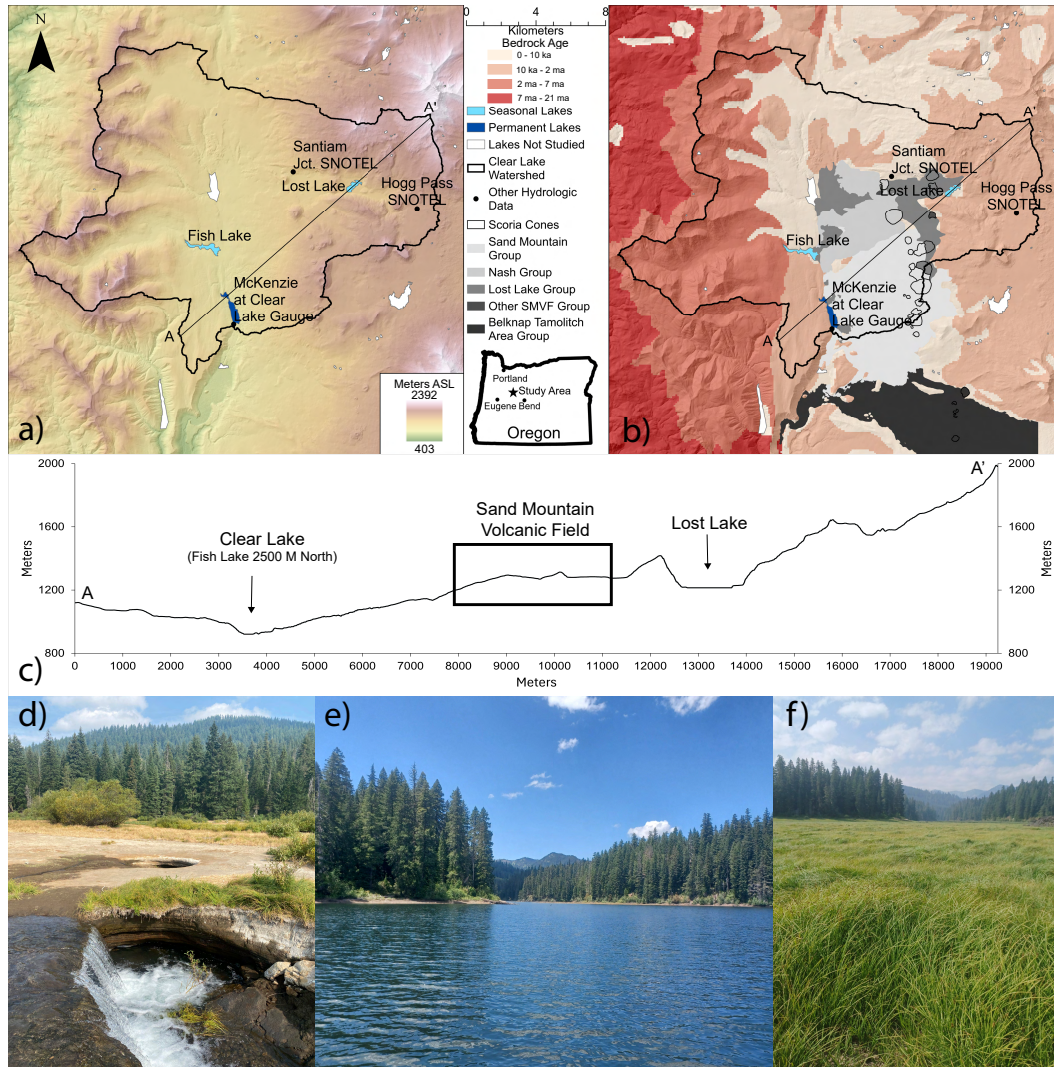 N
A'
Santiam
Jct. SNOTEL
Lost Lake
Hogg Pass
SNOTEL
Fish Lake
McKenzie
at Clear
Lake Gauge
A
Meters ASL
2392
403
a)
0 4 8
Kilometers
Bedrock Age
0 - 10 ka
10 ka - 2 ma
2 ma - 7 ma
7 ma - 21 ma
Seasonal Lakes
Permanent Lakes
Lakes Not Studied
Clear Lake
Watershed
Other Hydrologic
Data
Scoria Cones
Sand Mountain
Group
Nash Group
Lost Lake Group
Other SMVF Group
Belknap Tamolitch
Area Group
Portland
Study Area
Eugene Bend
Oregon
A'
Santiam
Jct. SNOTEL
Lost Lake
Hogg Pass
SNOTEL
Fish Lake
McKenzie
at Clear
Lake Gauge
A
b)
2000
1600
1200
800
Meters
A
Clear Lake
(Fish Lake 2500 M North)
Sand Mountain
Volcanic Field
Lost Lake
A'
2000
1600
1200
800
Meters
0 1000 2000 3000 4000 5000 6000 7000 8000 9000 10000 11000 12000 13000 14000 15000 16000 17000 18000 19000
Meters
c)
d)
e)
f)